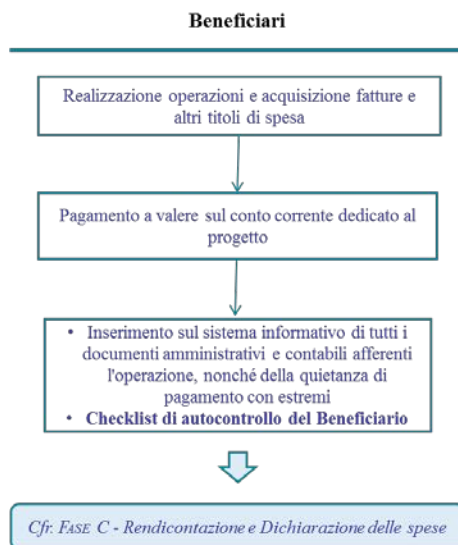 Beneficiari
Realizzazione operazioni e acquisizione fatture e
altri titoli di spesa
Pagamento a valere sul conto corrente dedicato al
progetto
• Inserimento sul sistema informativo di tutti i
documenti amministrativi e contabili afferenti
l'operazione, nonché della quietanza di
pagamento con estremi
• Checklist di autocontrollo del Beneficiario
Cfr. FASE C - Rendicontazione e Dichiarazione delle spese